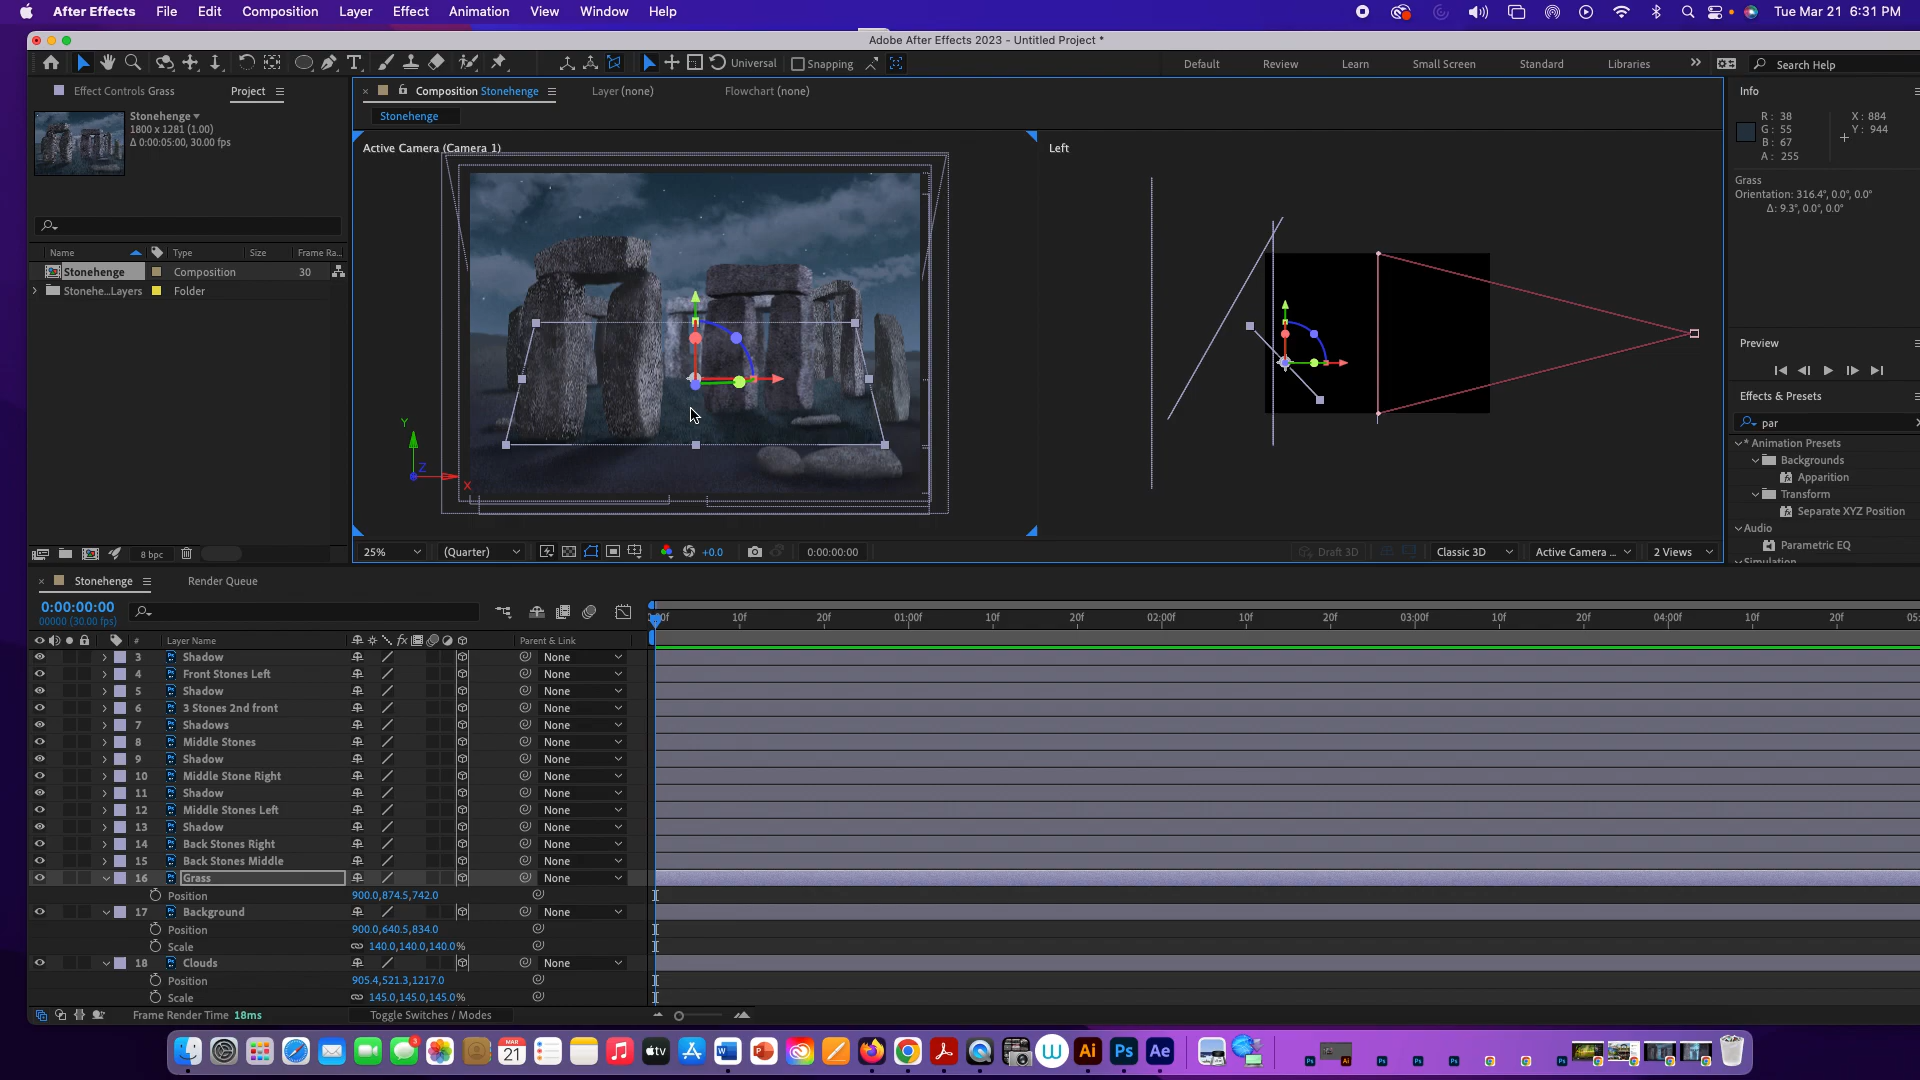 After Effects File Edit Composition Layer Effect Animation View Window Help Tue Mar 21 6:31 PM
Adobe After Effects 2023 - Untitled Project *
Universal Snapping Default Review Learn Small Screen Standard Libraries Search Help
Effect Controls Grass Project
Composition Stonehenge Layer (none) Flowchart (none)
Stonehenge
Stonehenge
1800 x 1281 (1.00)
Δ 0:00:05:00, 30.00 fps
Name Type Size Frame Ra...
Stonehenge Composition 30
Stonehe...Layers Folder
8 bpc
Active Camera (Camera 1)
Left
Y
Z
X
25% (Quarter) +0.0 0:00:00:00 Draft 3D Classic 3D Active Camera ... 2 Views
Info
R: 38 X: 884
G: 55 Y: 944
B: 67
A: 255
Grass
Orientation: 316.4°, 0.0°, 0.0°
Δ: 9.3°, 0.0°, 0.0°
Preview
Effects & Presets
par
* Animation Presets
Backgrounds
Apparition
Transform
Separate XYZ Position
Audio
Parametric EQ
Simulation
Stonehenge Render Queue
0:00:00:00
00000 (30.00 fps)
10f 20f 01:00f 10f 20f 02:00f 10f 20f 03:00f 10f 20f 04:00f 10f 20f
# Layer Name Parent & Link
3 Shadow None
4 Front Stones Left None
5 Shadow None
6 3 Stones 2nd front None
7 Shadows None
8 Middle Stones None
9 Shadow None
10 Middle Stone Right None
11 Shadow None
12 Middle Stones Left None
13 Shadow None
14 Back Stones Right None
15 Back Stones Middle None
16 Grass None
Position 900.0,874.5,742.0
17 Background None
Position 900.0,640.5,834.0
Scale 140.0,140.0,140.0%
18 Clouds None
Position 905.4,521.3,1217.0
Scale 145.0,145.0,145.0%
Frame Render Time 18ms Toggle Switches / Modes
3 MAR 21 tv W P W Ai Ps Ae